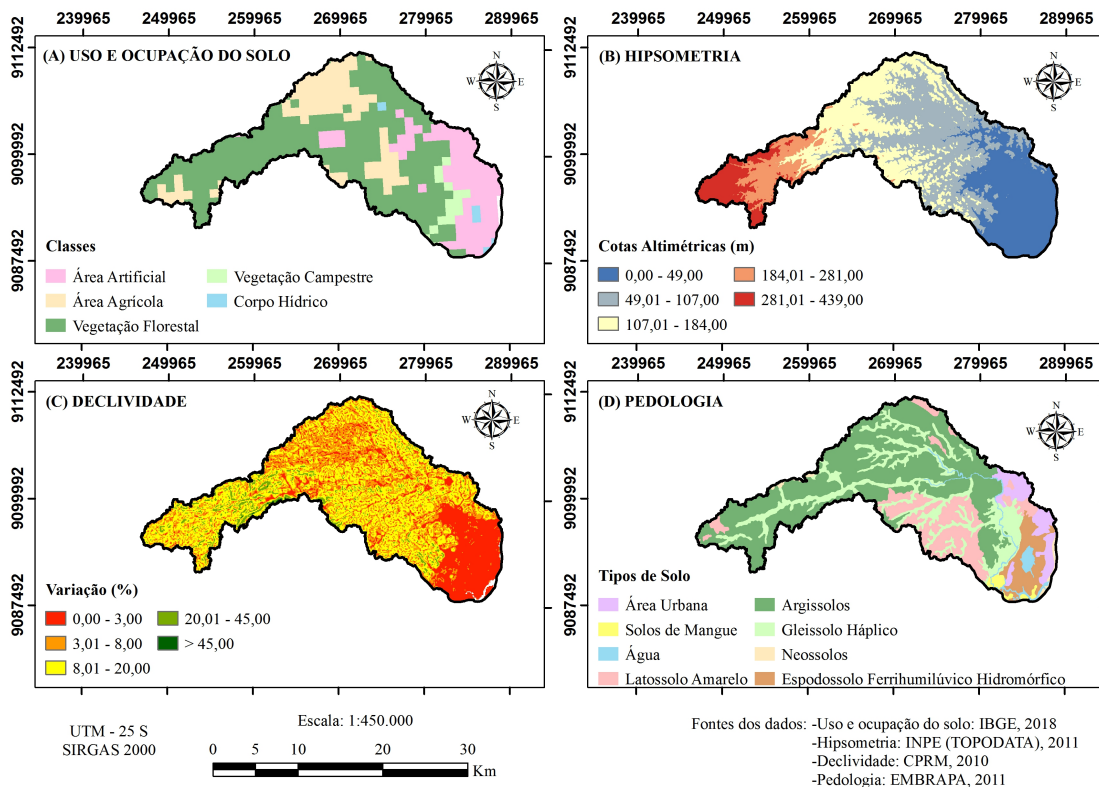 239965 249965 259965 269965 279965 289965
239965 249965 259965 269965 279965 289965
9112492
9099992
9087492
(A) USO E OCUPAÇÃO DO SOLO
N
W E
S
Classes
Área Artificial
Área Agrícola
Vegetação Florestal
Vegetação Campestre
Corpo Hídrico
9112492
9099992
9087492
(B) HIPSOMETRIA
N
W E
S
Cotas Altimétricas (m)
0,00 - 49,00
49,01 - 107,00
107,01 - 184,00
184,01 - 281,00
281,01 - 439,00
239965 249965 259965 269965 279965 289965
239965 249965 259965 269965 279965 289965
9112492
9099992
9087492
(C) DECLIVIDADE
N
W E
S
Variação (%)
0,00 - 3,00
3,01 - 8,00
8,01 - 20,00
20,01 - 45,00
> 45,00
9112492
9099992
9087492
(D) PEDOLOGIA
N
W E
S
Tipos de Solo
Área Urbana
Solos de Mangue
Água
Latossolo Amarelo
Argissolos
Gleissolo Háplico
Neossolos
Espodossolo Ferrihumilúvico Hidromórfico
UTM - 25 S
SIRGAS 2000
Escala: 1:450.000
0 5 10 20 30
Km
Fontes dos dados: -Uso e ocupação do solo: IBGE, 2018
-Hipsometria: INPE (TOPODATA), 2011
-Declividade: CPRM, 2010
-Pedologia: EMBRAPA, 2011